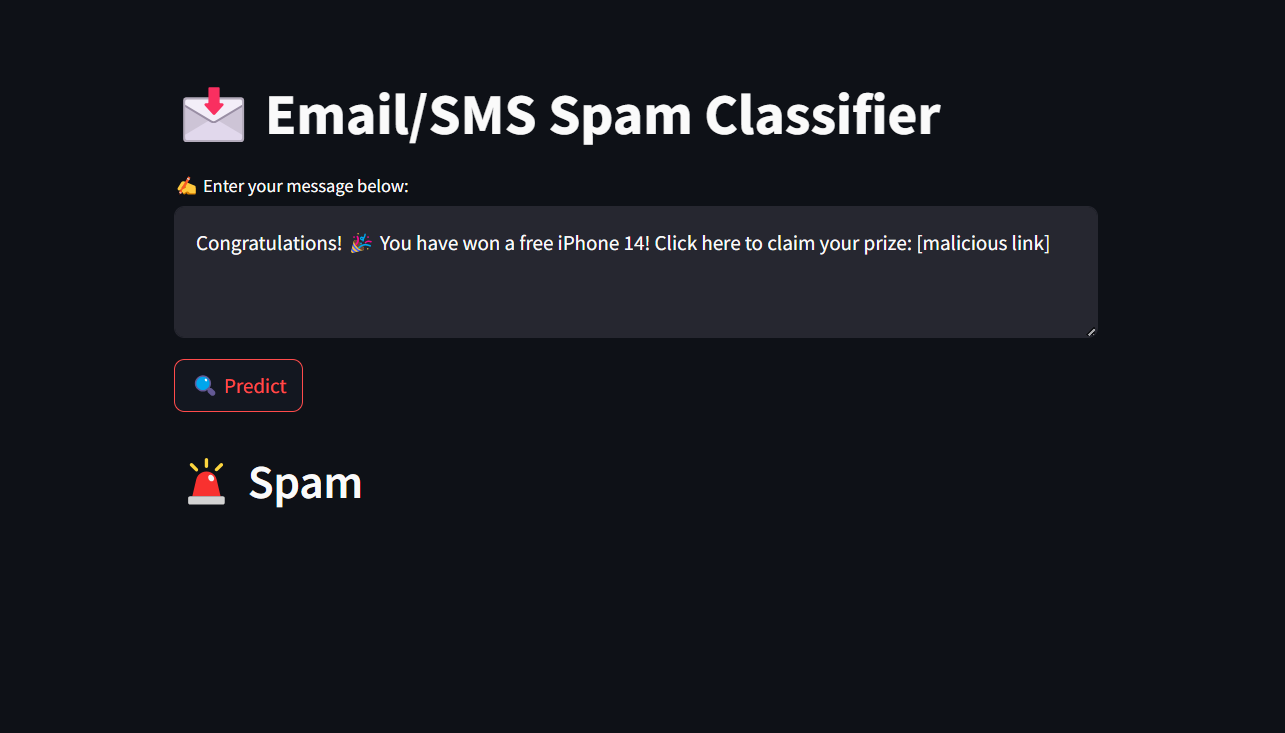 📩 Email/SMS Spam Classifier
✍️ Enter your message below:
Congratulations! 🎉 You have won a free iPhone 14! Click here to claim your prize: [malicious link]
🔍 Predict
🚨 Spam